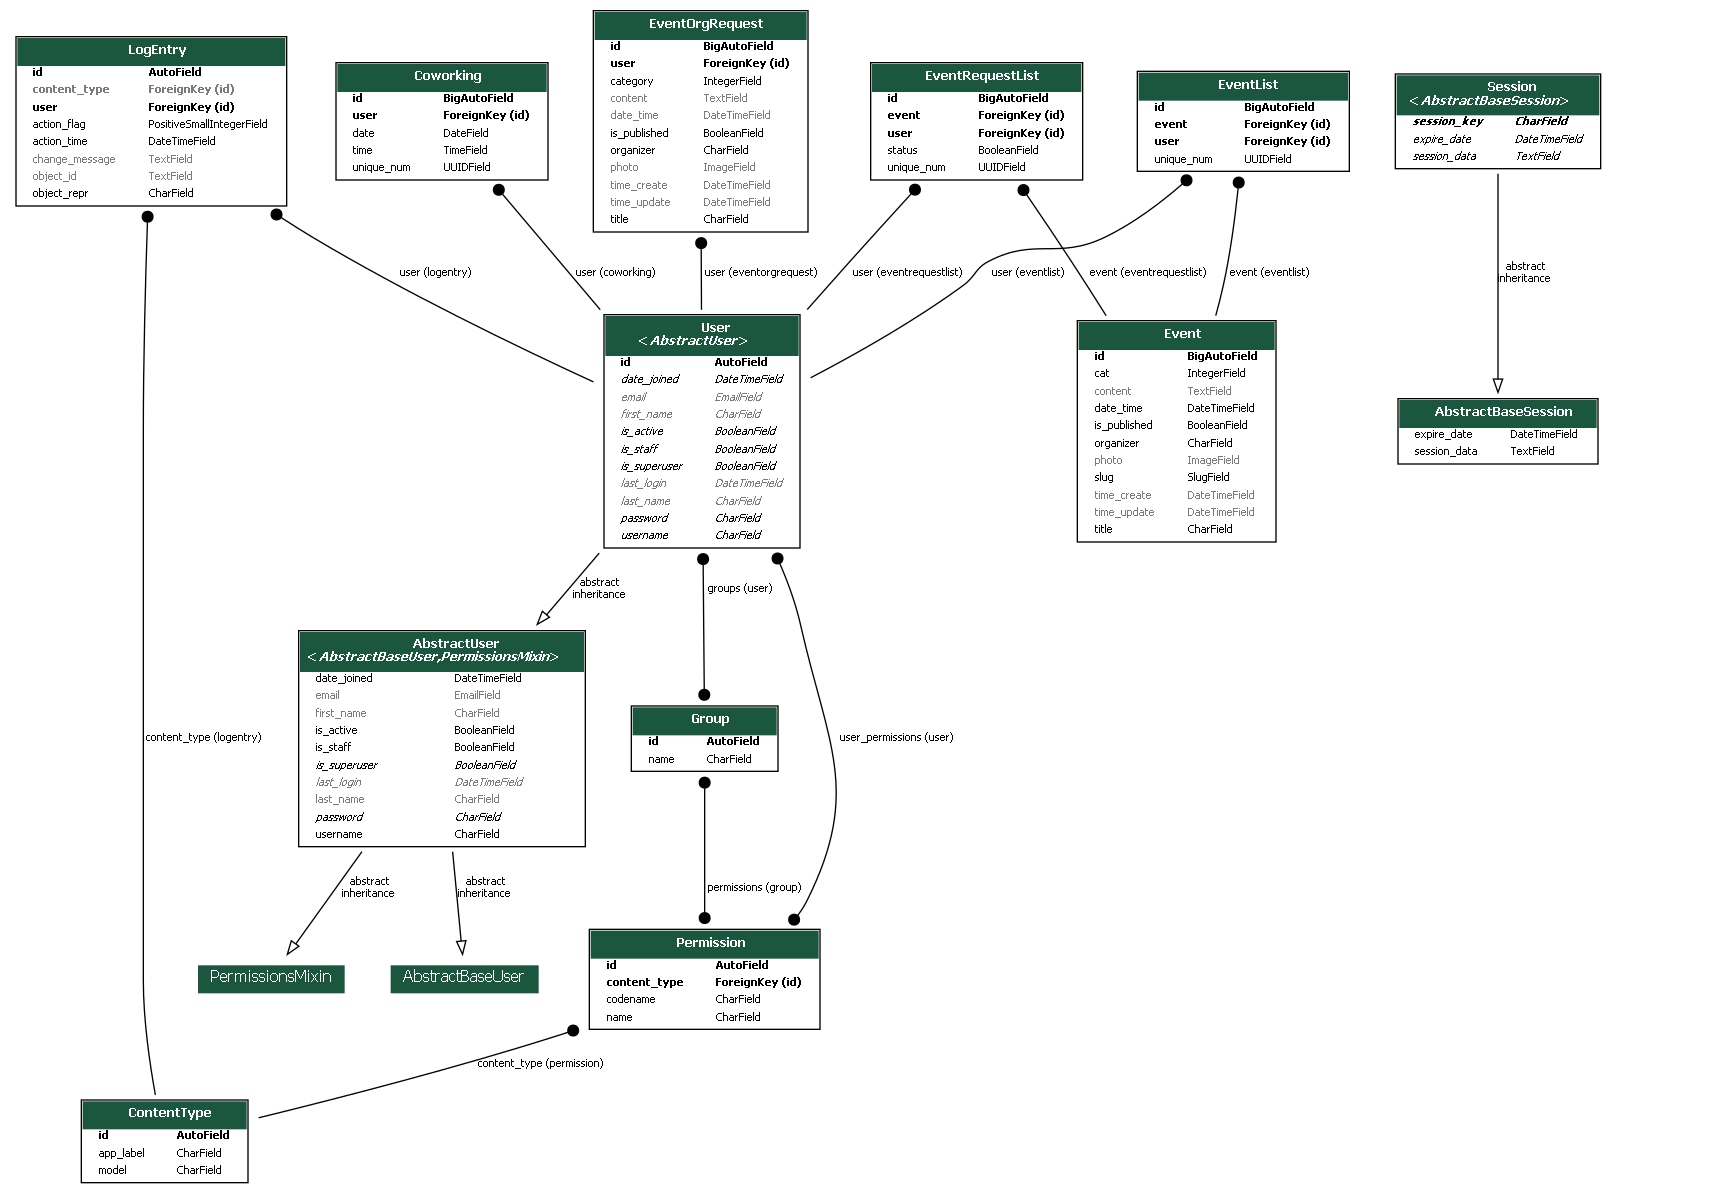 LogEntry
id AutoField
content_type ForeignKey (id)
user ForeignKey (id)
action_flag PositiveSmallIntegerField
action_time DateTimeField
change_message TextField
object_id TextField
object_repr CharField
Coworking
id BigAutoField
user ForeignKey (id)
date DateField
time TimeField
unique_num UUIDField
EventOrgRequest
id BigAutoField
user ForeignKey (id)
category IntegerField
content TextField
date_time DateTimeField
is_published BooleanField
organizer CharField
photo ImageField
time_create DateTimeField
time_update DateTimeField
title CharField
EventRequestList
id BigAutoField
event ForeignKey (id)
user ForeignKey (id)
status BooleanField
unique_num UUIDField
EventList
id BigAutoField
event ForeignKey (id)
user ForeignKey (id)
unique_num UUIDField
Session
<AbstractBaseSession>
session_key CharField
expire_date DateTimeField
session_data TextField
user (logentry)
user (coworking)
user (eventorgrequest)
user (eventrequestlist)
user (eventlist)
event (eventrequestlist)
event (eventlist)
abstract
inheritance
User
<AbstractUser>
id AutoField
date_joined DateTimeField
email EmailField
first_name CharField
is_active BooleanField
is_staff BooleanField
is_superuser BooleanField
last_login DateTimeField
last_name CharField
password CharField
username CharField
Event
id BigAutoField
cat IntegerField
content TextField
date_time DateTimeField
is_published BooleanField
organizer CharField
photo ImageField
slug SlugField
time_create DateTimeField
time_update DateTimeField
title CharField
AbstractBaseSession
expire_date DateTimeField
session_data TextField
abstract
inheritance
groups (user)
AbstractUser
<AbstractBaseUser,PermissionsMixin>
date_joined DateTimeField
email EmailField
first_name CharField
is_active BooleanField
is_staff BooleanField
is_superuser BooleanField
last_login DateTimeField
last_name CharField
password CharField
username CharField
Group
id AutoField
name CharField
content_type (logentry)
user_permissions (user)
abstract
inheritance
abstract
inheritance
permissions (group)
PermissionsMixin
AbstractBaseUser
Permission
id AutoField
content_type ForeignKey (id)
codename CharField
name CharField
content_type (permission)
ContentType
id AutoField
app_label CharField
model CharField